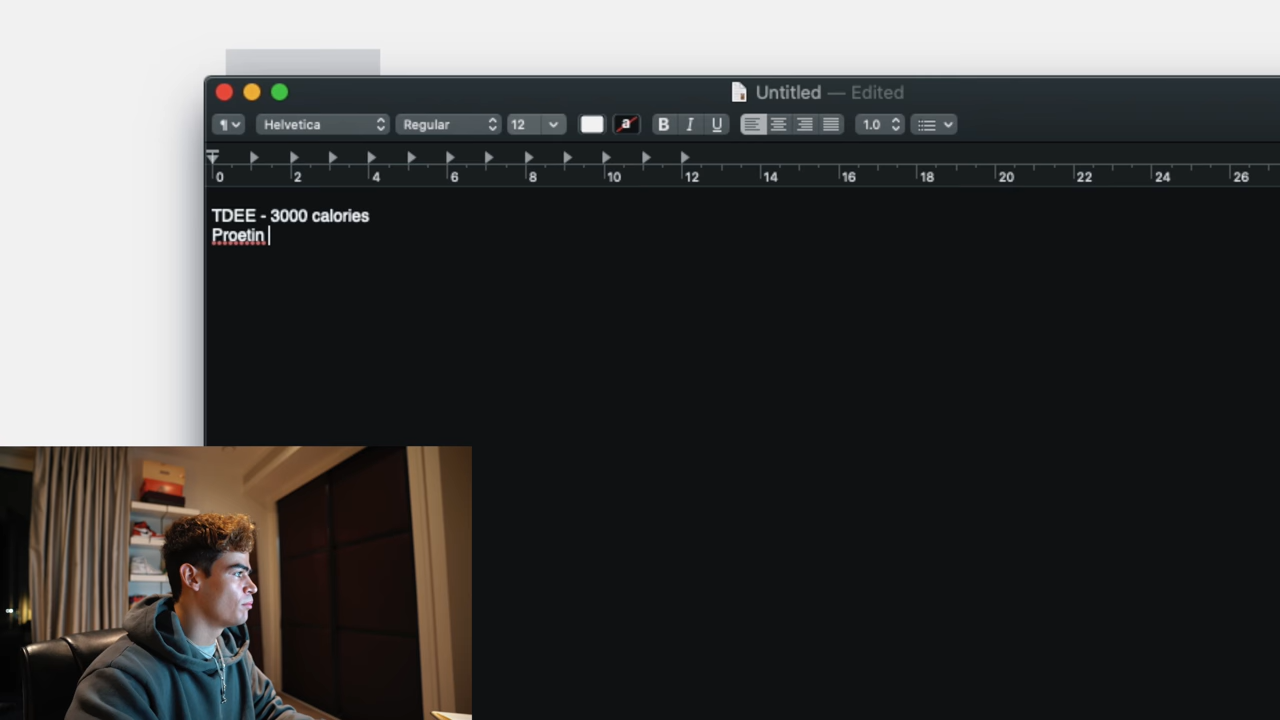 Untitled — Edited
¶ Helvetica Regular 12 a B I U 1.0
0 2 4 6 8 10 12 14 16 18 20 22 24 26
TDEE - 3000 calories
Proetin